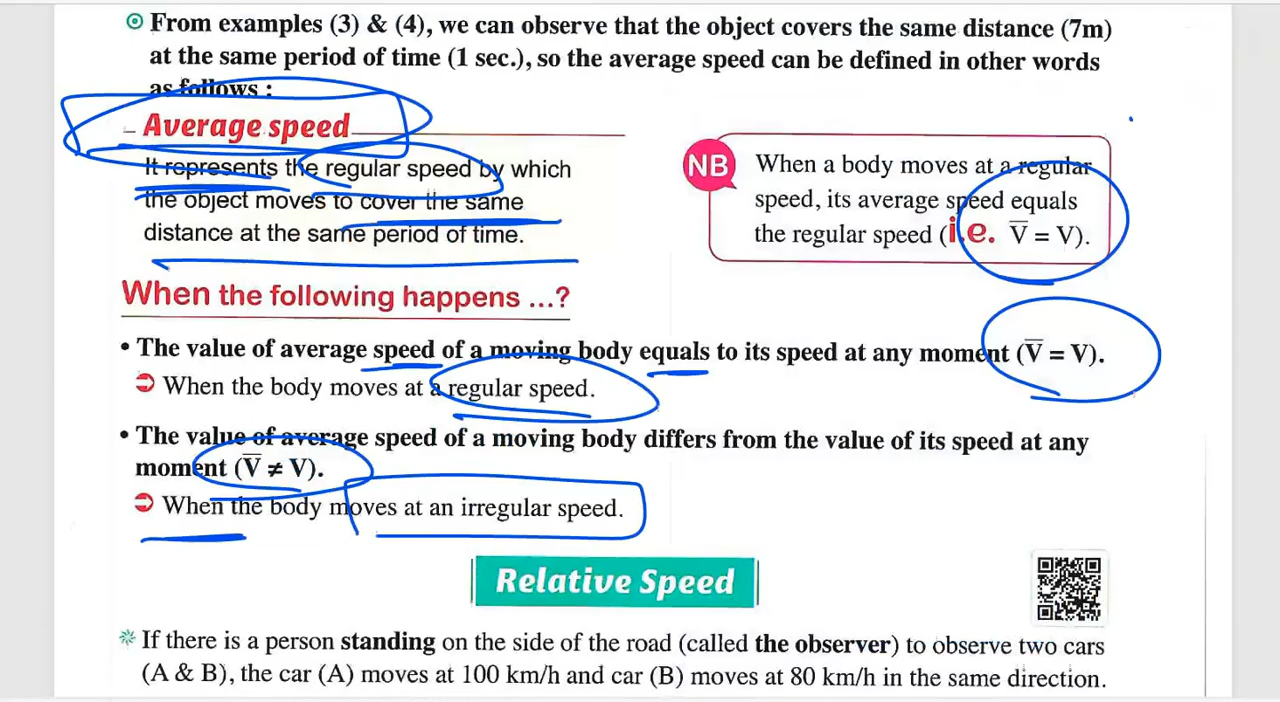 From examples (3) & (4), we can observe that the object covers the same distance (7m)
at the same period of time (1 sec.), so the average speed can be defined in other words
as follows :
Average speed
It represents the regular speed by which
the object moves to cover the same
distance at the same period of time.
NB
When a body moves at a regular
speed, its average speed equals
the regular speed (i.e. V̅ = V).
When the following happens ...?
• The value of average speed of a moving body equals to its speed at any moment (V̅ = V).
When the body moves at a regular speed.
• The value of average speed of a moving body differs from the value of its speed at any
moment (V̅ ≠ V).
When the body moves at an irregular speed.
Relative Speed
If there is a person standing on the side of the road (called the observer) to observe two cars
(A & B), the car (A) moves at 100 km/h and car (B) moves at 80 km/h in the same direction.